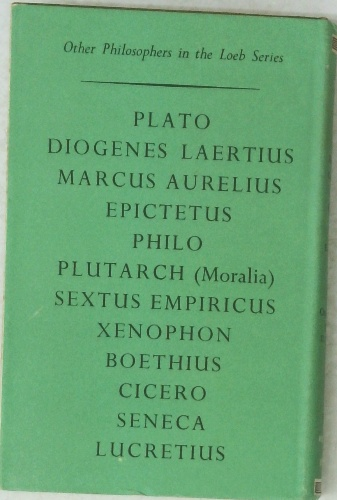 Other Philosophers in the Loeb Series
PLATO
DIOGENES LAERTIUS
MARCUS AURELIUS
EPICTETUS
PHILO
PLUTARCH (Moralia)
SEXTUS EMPIRICUS
XENOPHON
BOETHIUS
CICERO
SENECA
LUCRETIUS